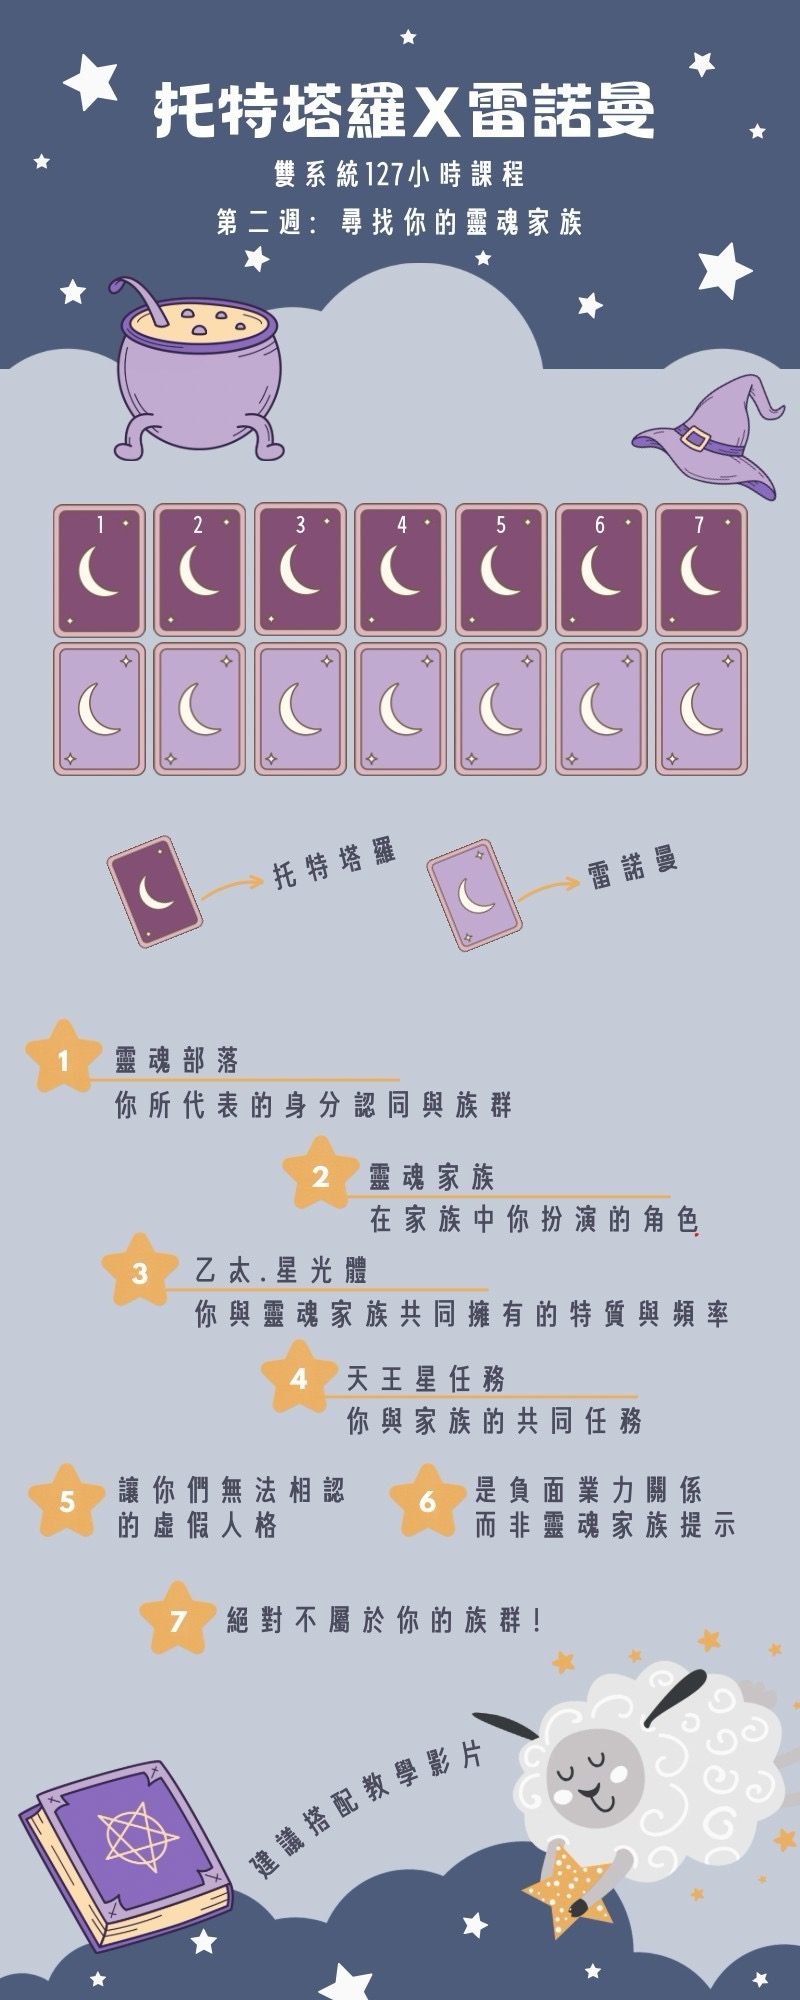 托特塔羅X雷諾曼
雙系統127小時課程
第二週：尋找你的靈魂家族
1 2 3 4 5 6 7
托特塔羅
雷諾曼
1
靈魂部落
你所代表的身分認同與族群
2
靈魂家族
在家族中你扮演的角色
3
乙太.星光體
你與靈魂家族共同擁有的特質與頻率
4
天王星任務
你與家族的共同任務
5
讓你們無法相認
的虛假人格
6
是負面業力關係
而非靈魂家族提示
7
絕對不屬於你的族群!
建議搭配教學影片